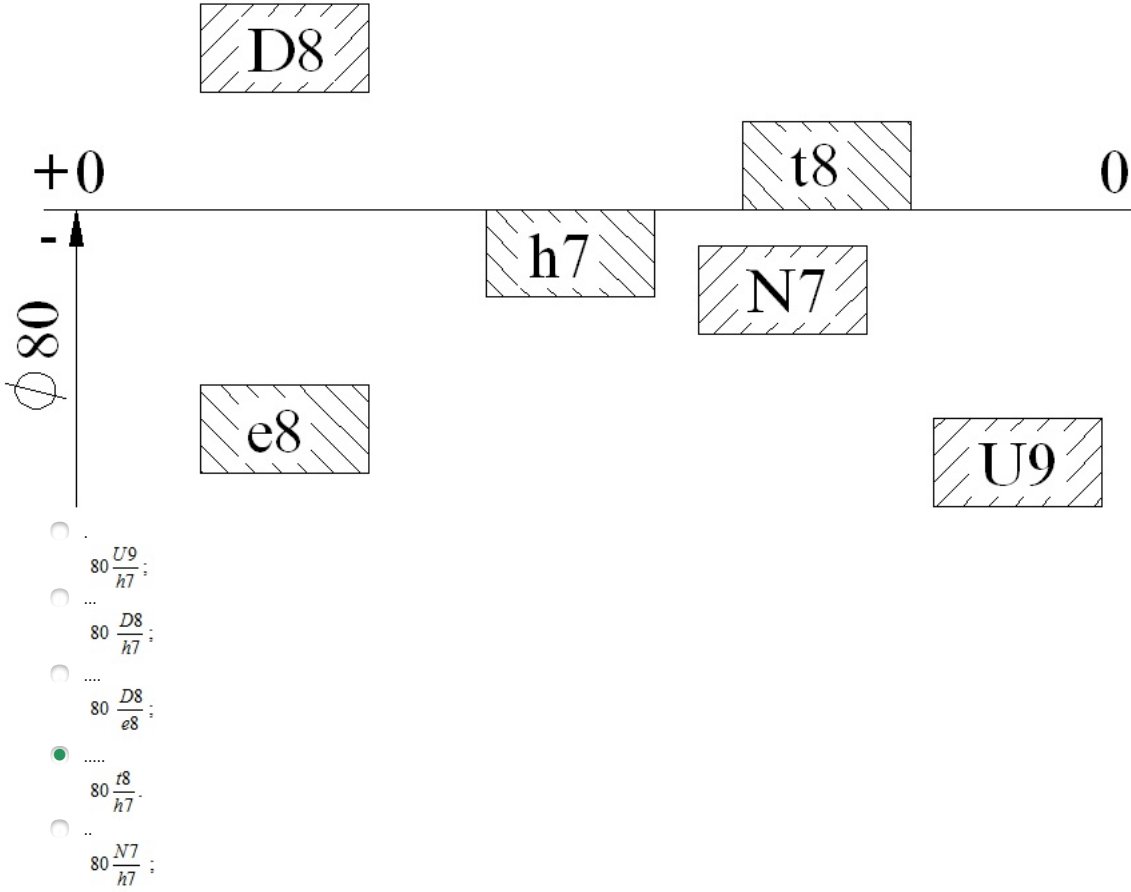 D8
t8
+0
0
-
h7
N7
⌀80
e8
U9
.
80 U9/h7 ;
...
80 D8/h7 ;
....
80 D8/e8 ;
.....
80 t8/h7 .
..
80 N7/h7 ;